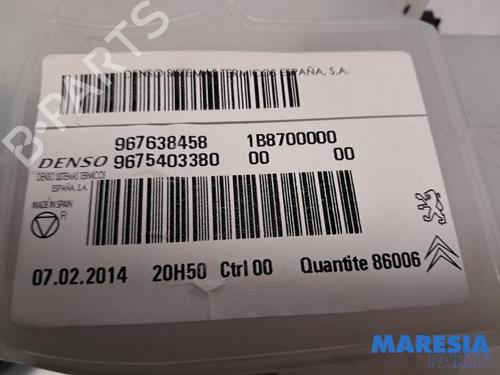 DENSO SISTEMAS TERMICOS ESPAÑA, S.A.
967638458 1B8700000
DENSO 9675403380 00 00
DENSO SISTEMAS TERMICOS
ESPAÑA, S.A.
MADE IN SPAIN
R
07.02.2014 20H50 Ctrl 00 Quantite 86006
B-PARTS
MARESIA
PARTS